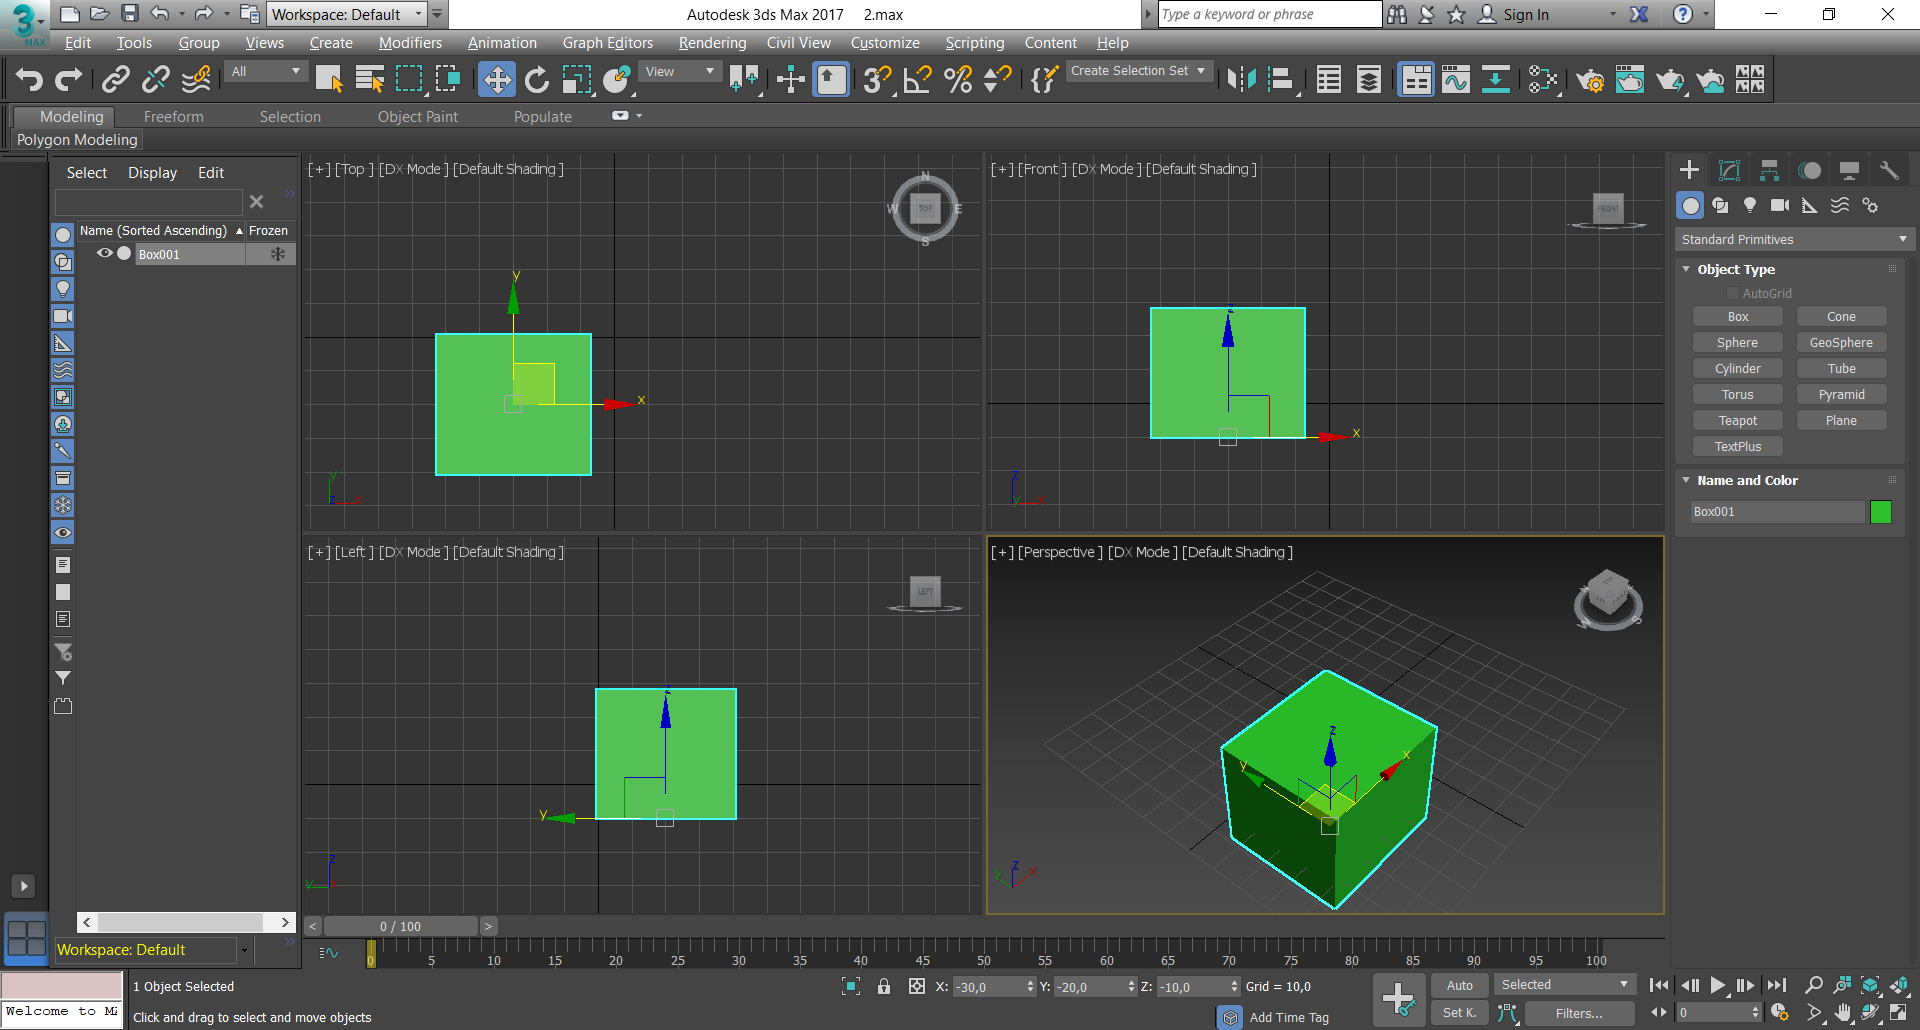 3 MAX
Workspace: Default
Autodesk 3ds Max 2017 2.max
Type a keyword or phrase
Sign In
Edit Tools Group Views Create Modifiers Animation Graph Editors Rendering Civil View Customize Scripting Content Help
All
View
Create Selection Set
Modeling Freeform Selection Object Paint Populate
Polygon Modeling
Select Display Edit
Name (Sorted Ascending) Frozen
Box001
[+] [Top ] [DX Mode ] [Default Shading ]
N
W TOP E
S
y
x
y
z x
[+] [Front ] [DX Mode ] [Default Shading ]
FRONT
z
x
z
y x
[+] [Left ] [DX Mode ] [Default Shading ]
LEFT
z
y
z
y x
[+] [Perspective ] [DX Mode ] [Default Shading ]
TOP
W S
z
x
y
z
y x
Standard Primitives
Object Type
AutoGrid
Box Cone
Sphere GeoSphere
Cylinder Tube
Torus Pyramid
Teapot Plane
TextPlus
Name and Color
Box001
< >
< 0 / 100 >
Workspace: Default
0 5 10 15 20 25 30 35 40 45 50 55 60 65 70 75 80 85 90 95 100
1 Object Selected
X: -30,0 Y: -20,0 Z: -10,0 Grid = 10,0
Auto Selected
Welcome to MA
Click and drag to select and move objects
Add Time Tag
Set K. Filters...
0